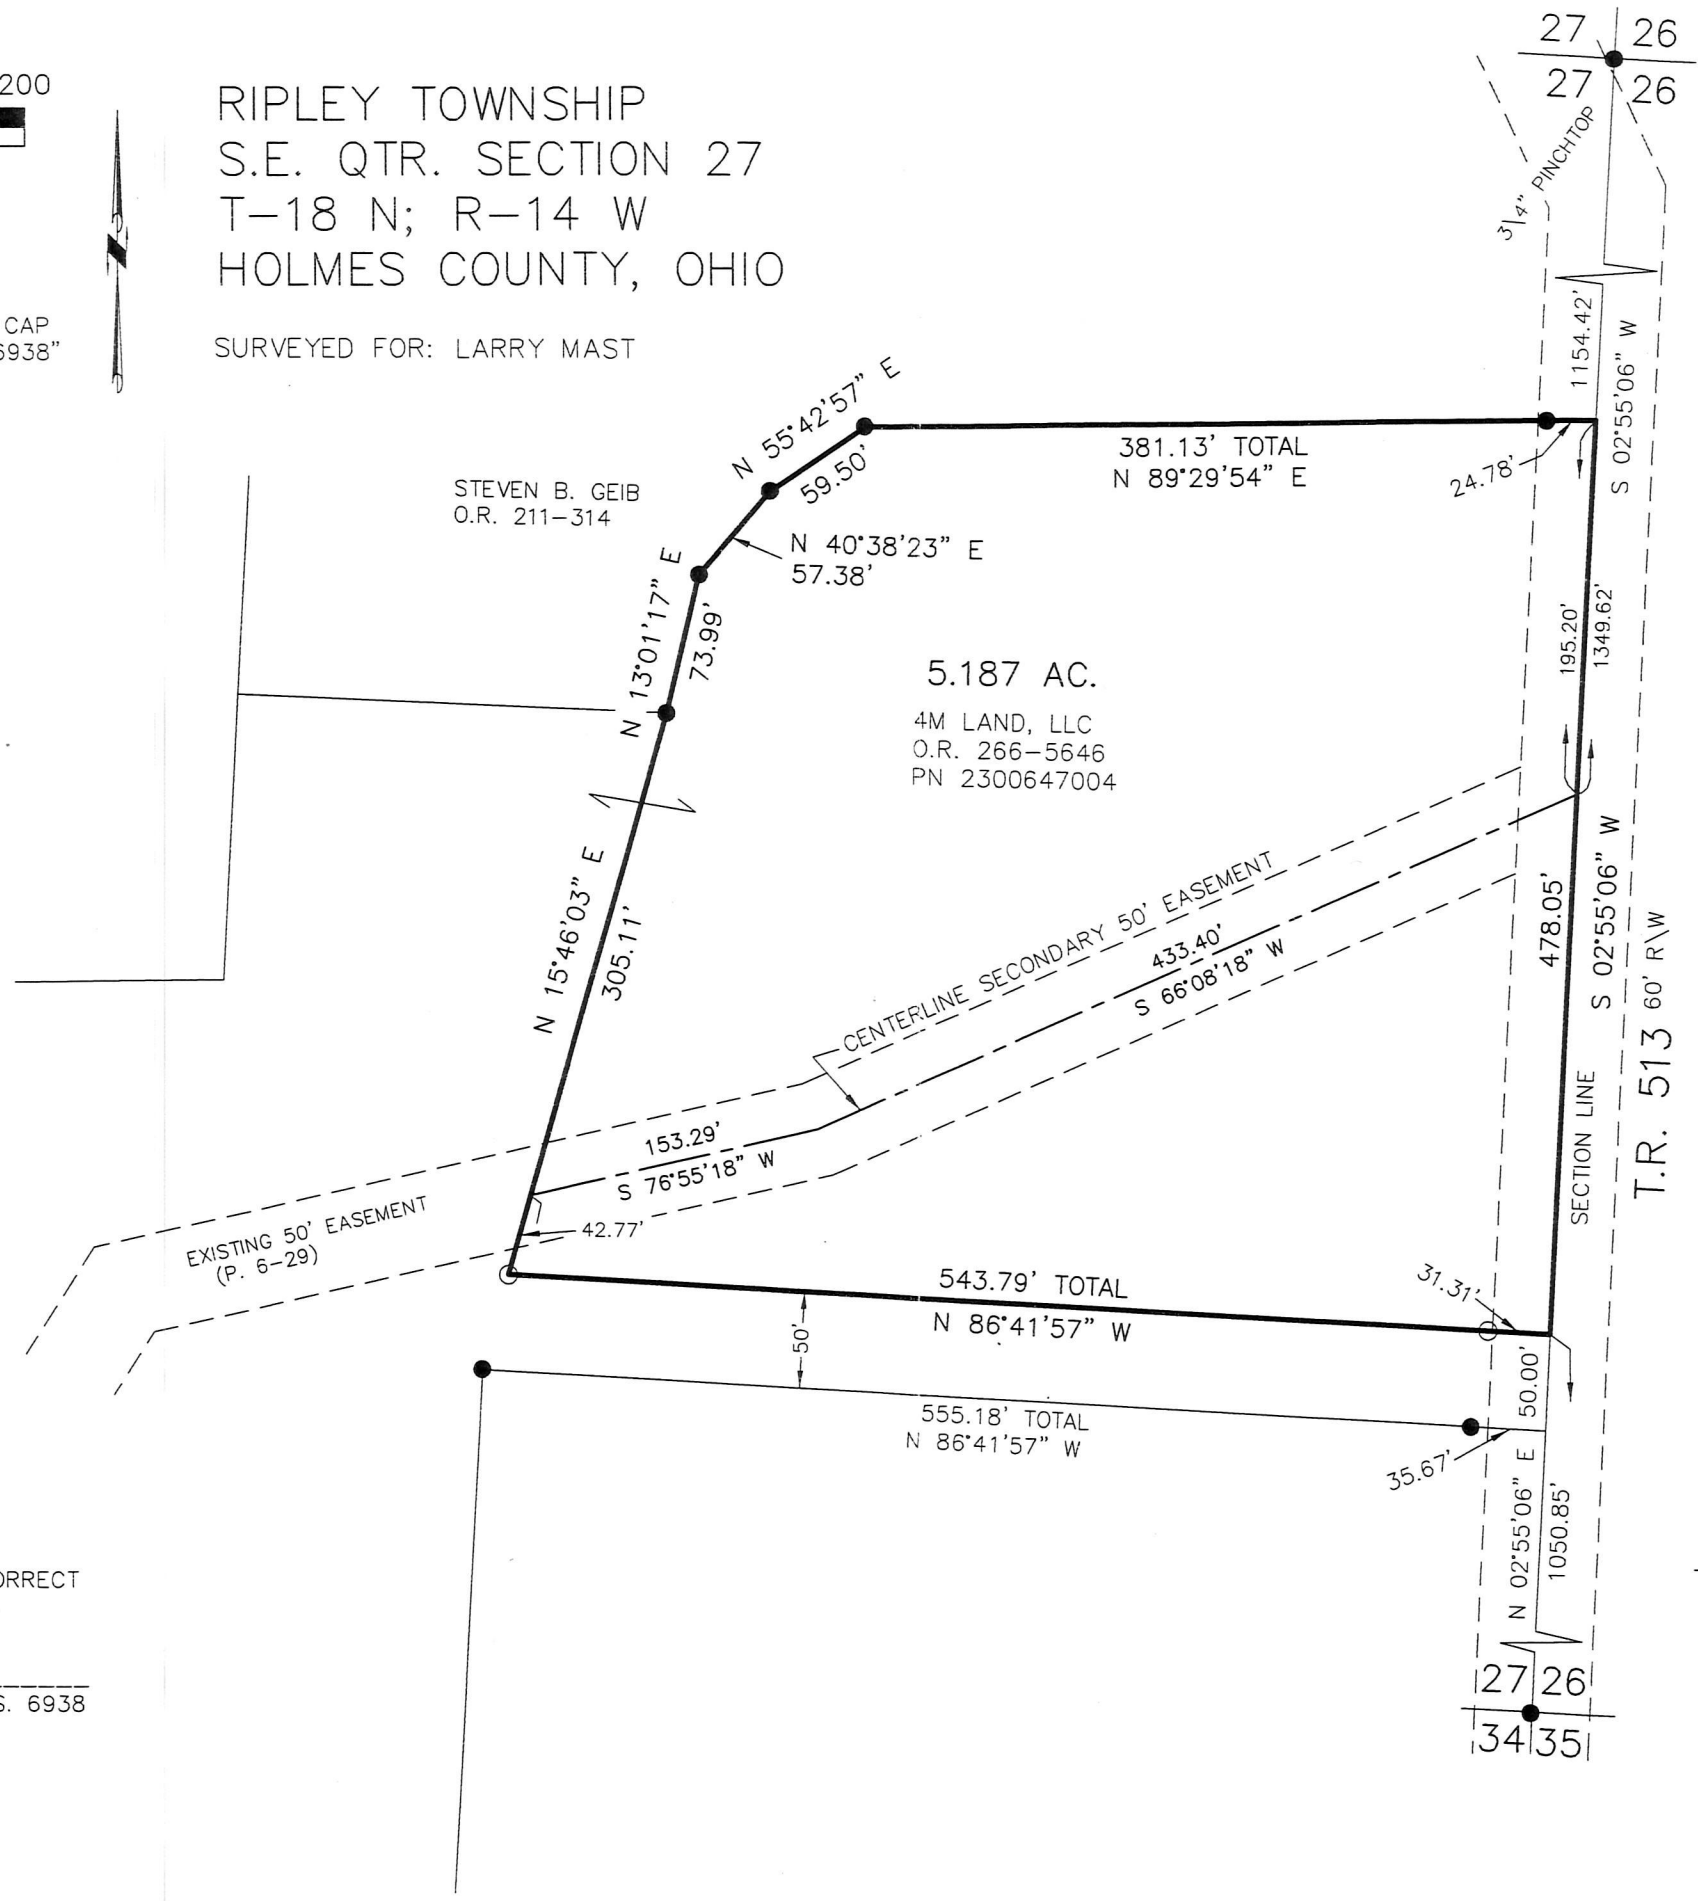 200
RIPLEY TOWNSHIP
S.E. QTR. SECTION 27
T-18 N; R-14 W
HOLMES COUNTY, OHIO
SURVEYED FOR: LARRY MAST
CAP
6938"
27 26
27 26
3/4" PINCHTOP
1154.42'
S 02°55'06" W
N 55°42'57" E
59.50'
381.13' TOTAL
N 89°29'54" E
24.78'
STEVEN B. GEIB
O.R. 211-314
N 40°38'23" E
57.38'
N 13°01'17" E
73.99'
195.20'
1349.62'
5.187 AC.
4M LAND, LLC
O.R. 266-5646
PN 2300647004
N 15°46'03" E
305.11'
CENTERLINE SECONDARY 50' EASEMENT
433.40'
S 66°08'18" W
478.05'
S 02°55'06" W
60' R\W
T.R. 513
SECTION LINE
153.29'
S 76°55'18" W
42.77'
EXISTING 50' EASEMENT
(P. 6-29)
543.79' TOTAL
N 86°41'57" W
31.31'
50'
50.00'
555.18' TOTAL
N 86°41'57" W
35.67'
N 02°55'06" E
1050.85'
ORRECT
S. 6938
27 26
34 35